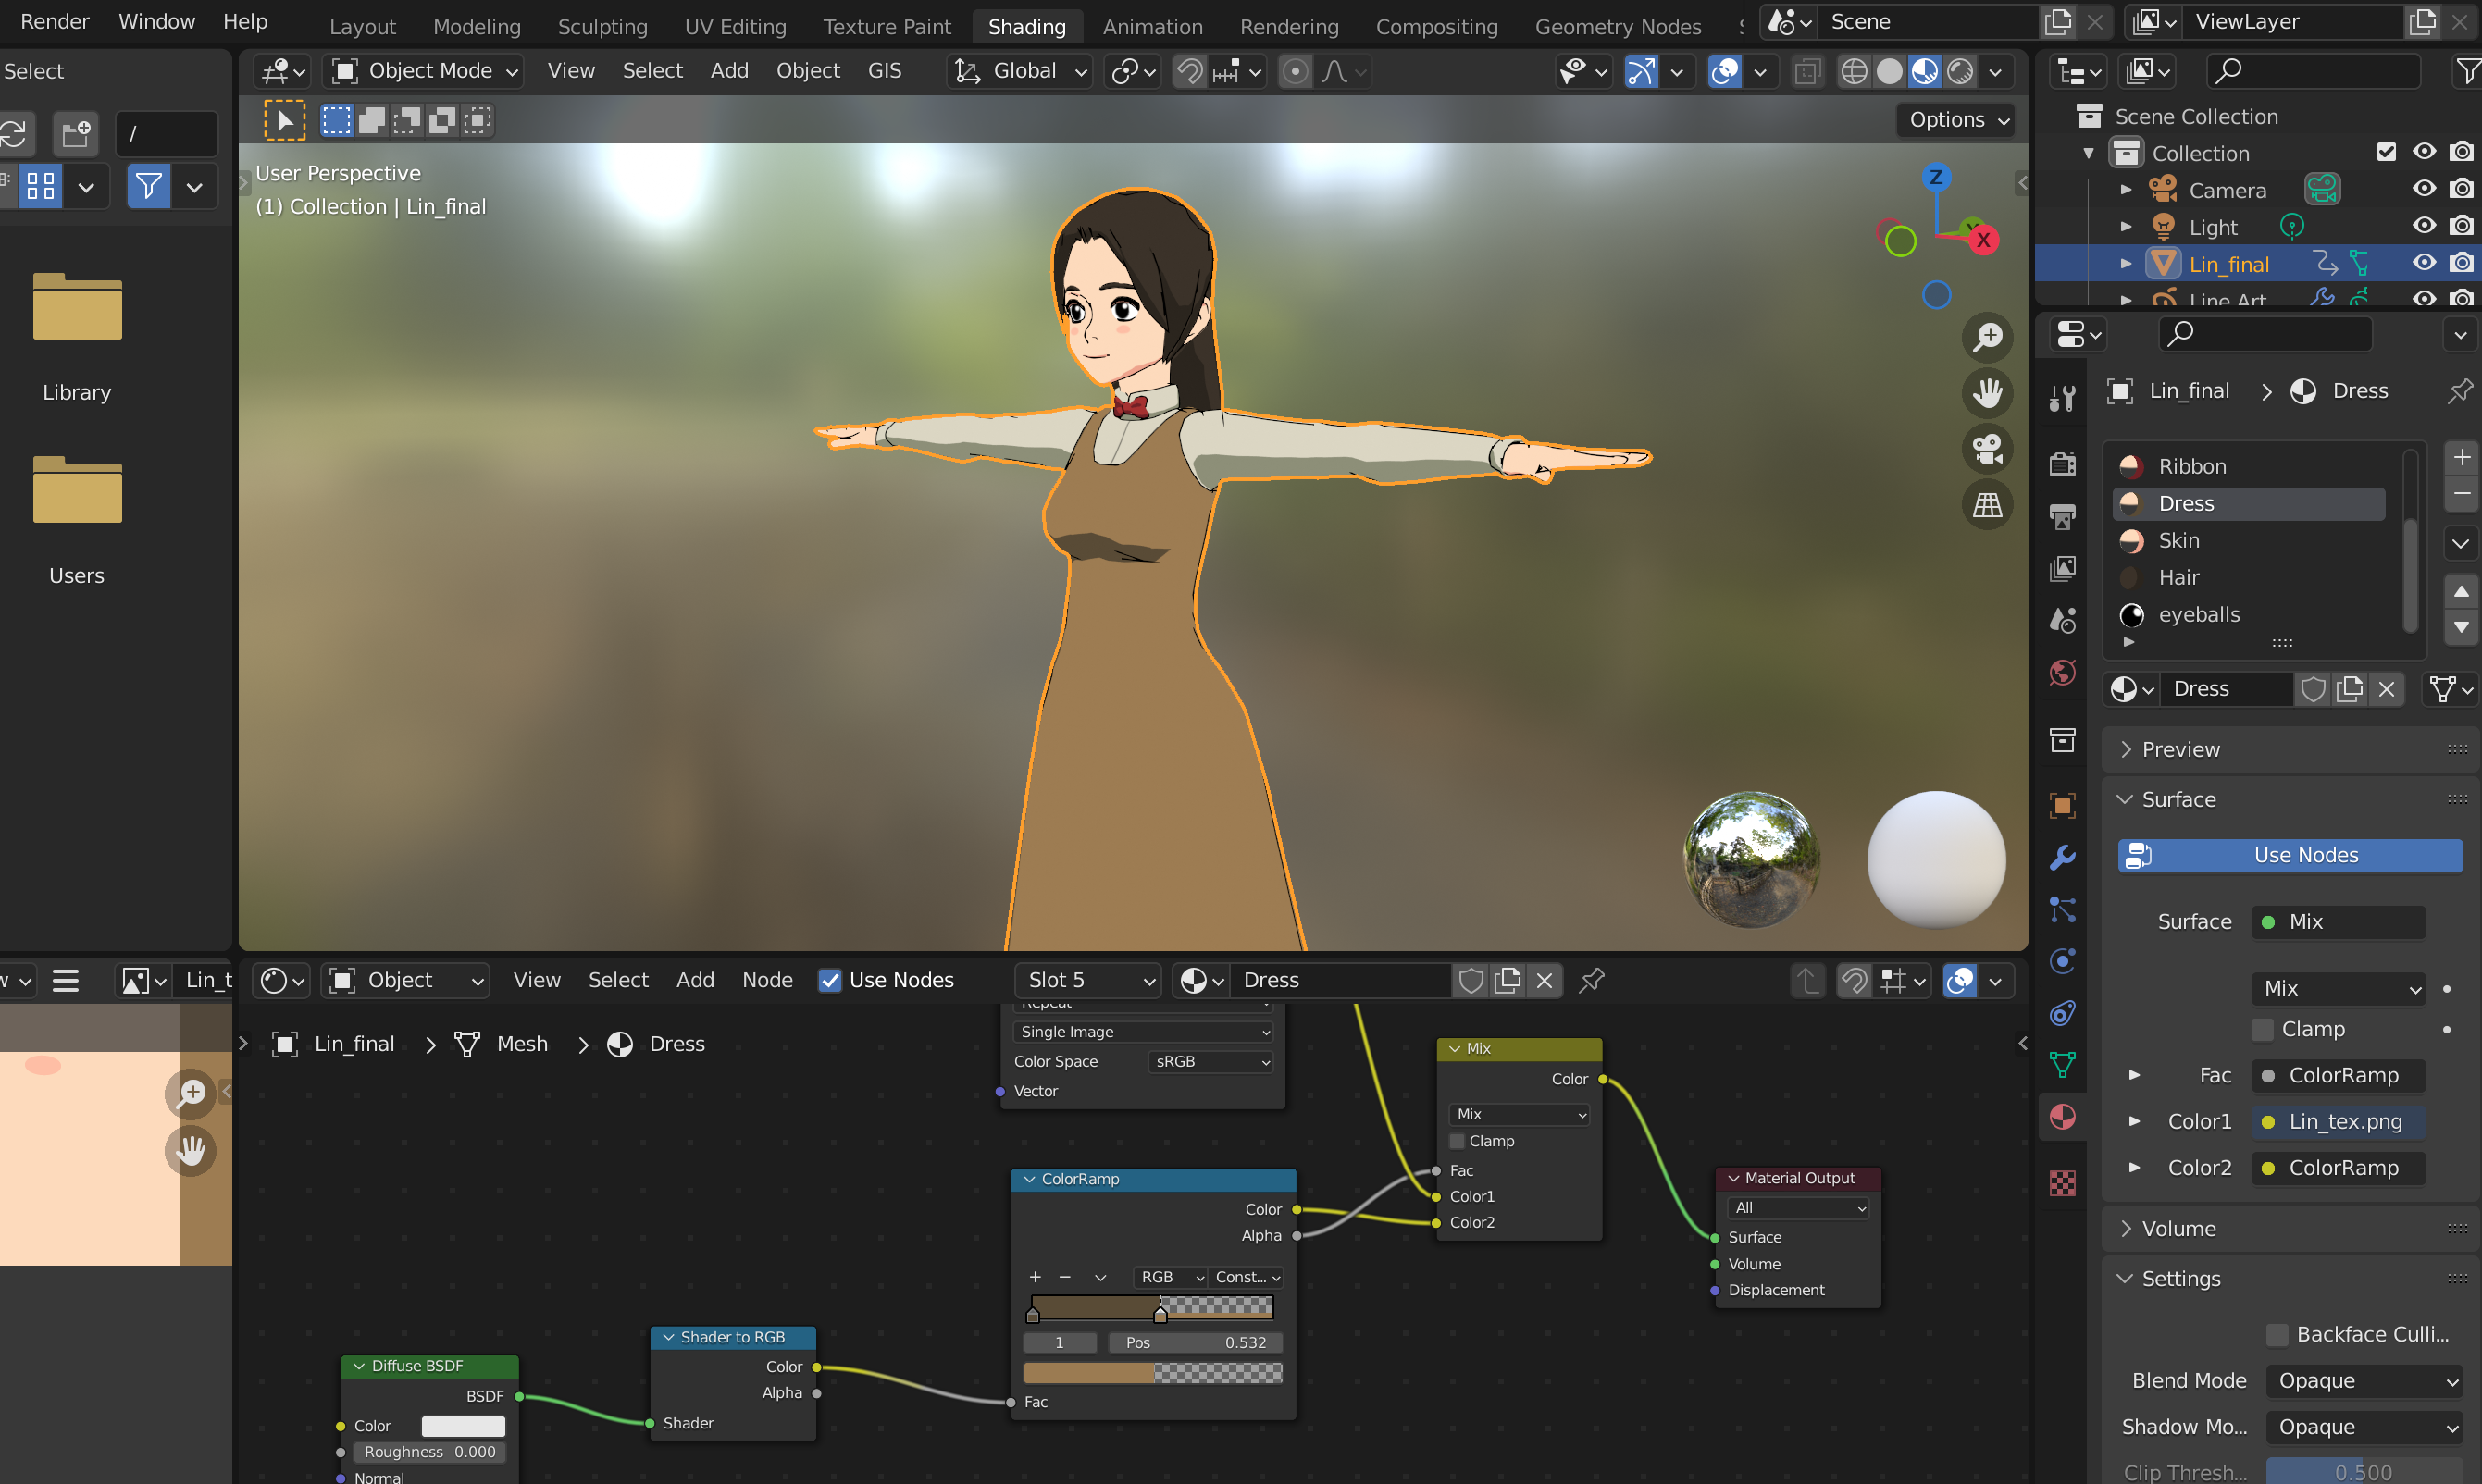 Render Window Help
Layout Modeling Sculpting UV Editing Texture Paint Shading Animation Rendering Compositing Geometry Nodes
Scene
ViewLayer
Select
/
Library
Users
Object Mode View Select Add Object GIS
Global
Options
User Perspective
(1) Collection | Lin_final
Z
X
Scene Collection
Collection
Camera
Light
Lin_final
Line Art
Lin_final > Dress
Ribbon
Dress
Skin
Hair
eyeballs
Dress
Preview
Surface
Use Nodes
Surface Mix
Mix
Clamp
Fac ColorRamp
Color1 Lin_tex.png
Color2 ColorRamp
Volume
Settings
Backface Culli...
Blend Mode Opaque
Shadow Mo... Opaque
Clip Thresh... 0.500
Lin_t
Object View Select Add Node Use Nodes
Slot 5
Dress
Lin_final > Mesh > Dress
Repeat
Single Image
Color Space sRGB
Vector
Mix
Color
Mix
Clamp
Fac
Color1
Color2
Material Output
All
Surface
Volume
Displacement
ColorRamp
Color
Alpha
RGB Const...
1 Pos 0.532
Fac
Shader to RGB
Color
Alpha
Shader
Diffuse BSDF
BSDF
Color
Roughness 0.000
Normal